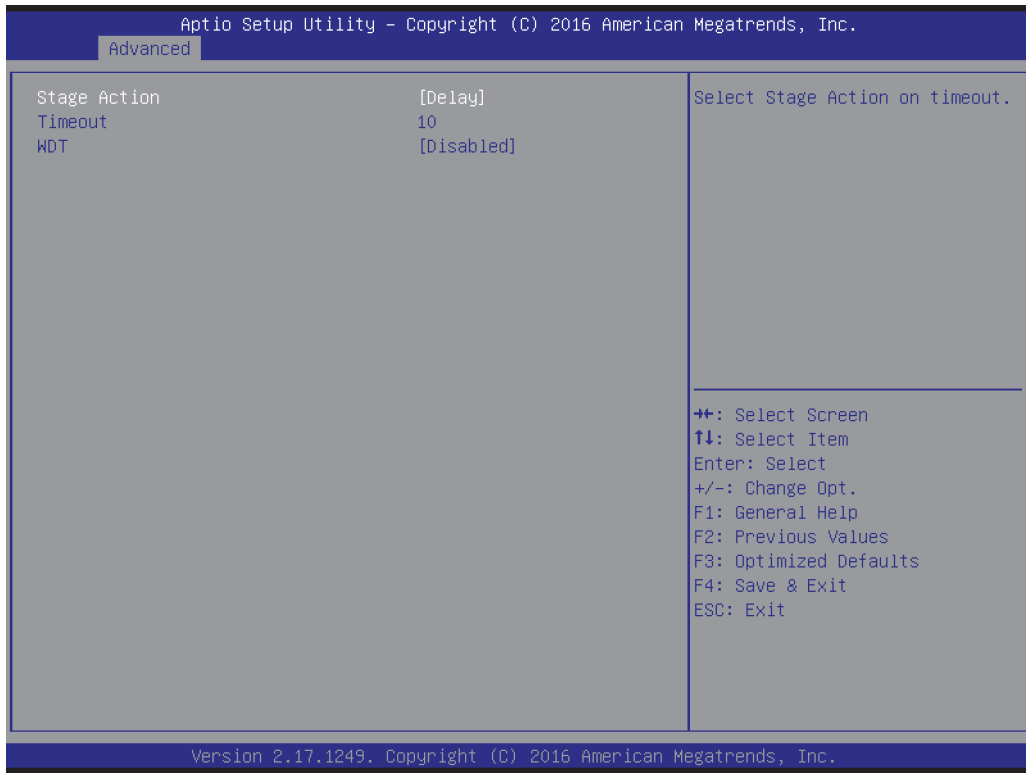 Aptio Setup Utility – Copyright (C) 2016 American Megatrends, Inc.
Advanced
Stage Action [Delay]
Timeout 10
WDT [Disabled]
Select Stage Action on timeout.
→←: Select Screen
↑↓: Select Item
Enter: Select
+/-: Change Opt.
F1: General Help
F2: Previous Values
F3: Optimized Defaults
F4: Save & Exit
ESC: Exit
Version 2.17.1249. Copyright (C) 2016 American Megatrends, Inc.